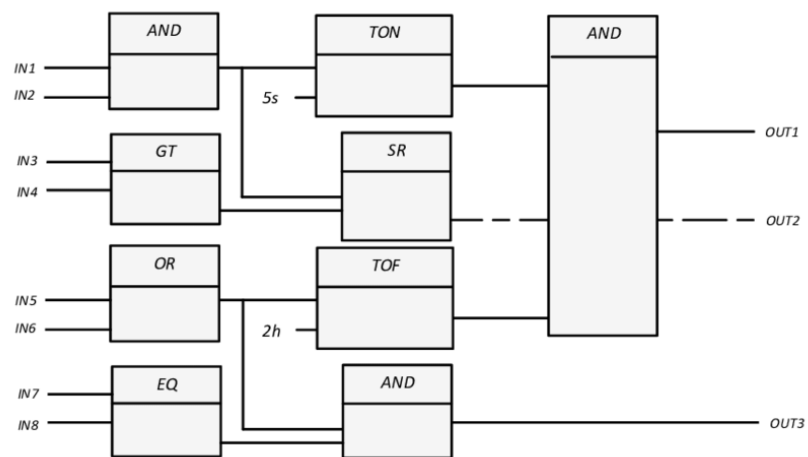 AND
TON
AND
IN1
IN2
5s
OUT1
GT
SR
IN3
IN4
OUT2
OR
TOF
IN5
IN6
2h
EQ
AND
IN7
IN8
OUT3